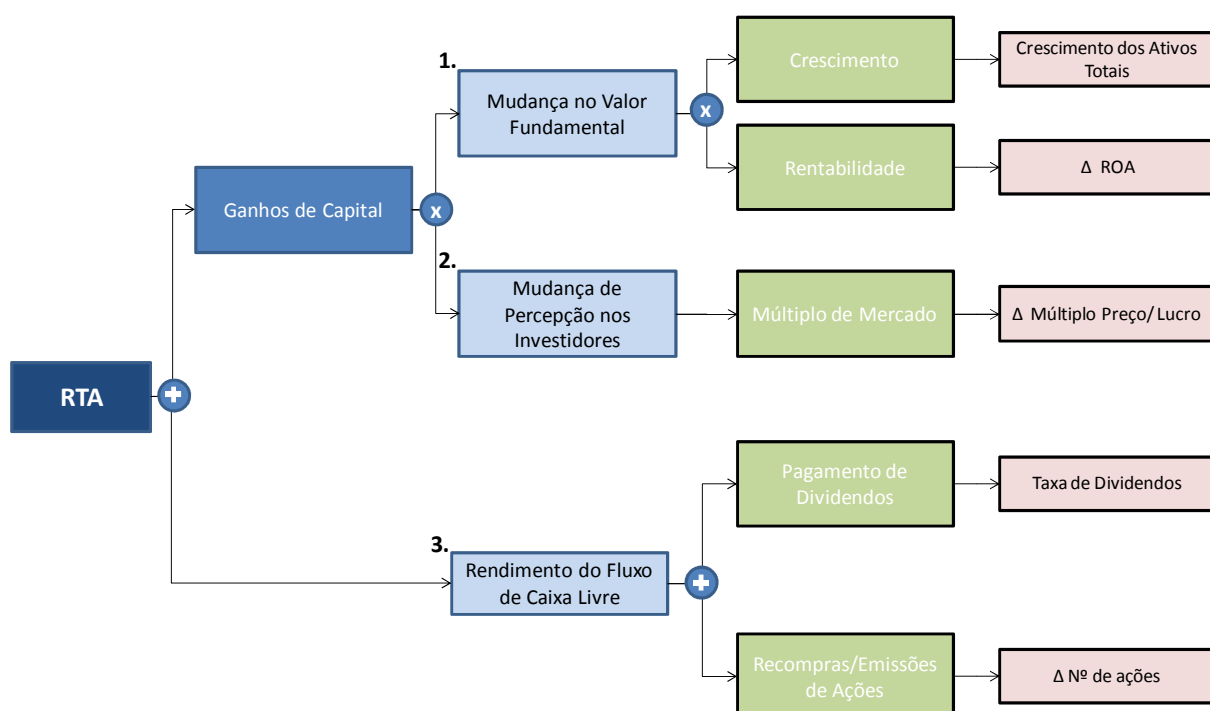 1.
Mudança no Valor
Fundamental
x
Crescimento
Crescimento dos Ativos
Totais
Rentabilidade
Δ ROA
Ganhos de Capital
x
2.
Mudança de
Percepção nos
Investidores
Múltiplo de Mercado
Δ Múltiplo Preço/Lucro
RTA
+
3.
Rendimento do Fluxo
de Caixa Livre
+
Pagamento de
Dividendos
Taxa de Dividendos
Recompras/Emissões
de Ações
Δ Nº de ações